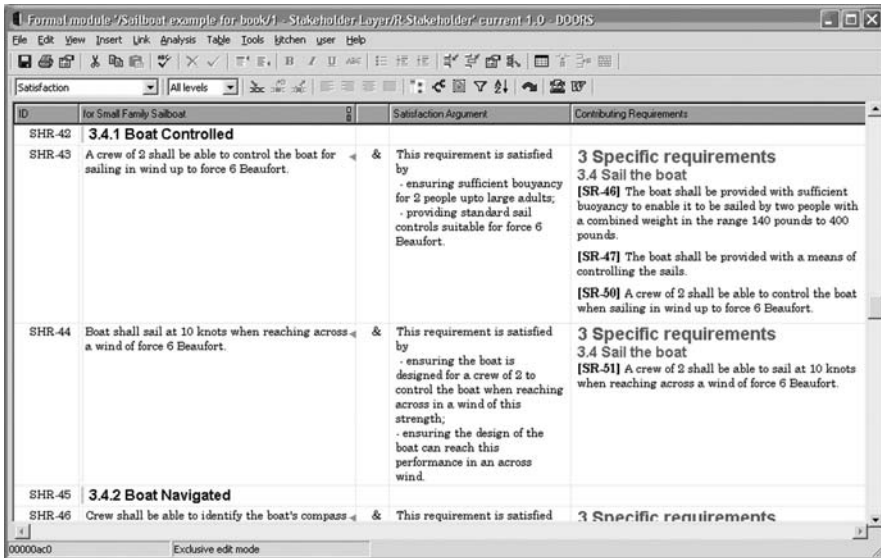 Formal module '/Sailboat example for book/1 - Stakeholder Layer/R-Stakeholder' current 1.0 - DOORS
File Edit View Insert Link Analysis Table Tools kitchen user Help
B I U ABC
Satisfaction All levels
ID for Small Family Sailboat Satisfaction Argument Contributing Requirements
SHR-42 3.4.1 Boat Controlled
SHR-43 A crew of 2 shall be able to control the boat for
sailing in wind up to force 6 Beaufort.
&
This requirement is satisfied
by
- ensuring sufficient bouyancy
for 2 people upto large adults;
- providing standard sail
controls suitable for force 6
Beaufort.
3 Specific requirements
3.4 Sail the boat
[SR-46] The boat shall be provided with sufficient
buoyancy to enable it to be sailed by two people with
a combined weight in the range 140 pounds to 400
pounds.
[SR-47] The boat shall be provided with a means of
controlling the sails.
[SR-50] A crew of 2 shall be able to control the boat
when sailing in wind up to force 6 Beaufort.
SHR-44 Boat shall sail at 10 knots when reaching across
a wind of force 6 Beaufort.
&
This requirement is satisfied
by
- ensuring the boat is
designed for a crew of 2 to
control the boat when reaching
across in a wind of this
strength;
- ensuring the design of the
boat can reach this
performance in an across
wind.
3 Specific requirements
3.4 Sail the boat
[SR-51] A crew of 2 shall be able to sail at 10 knots
when reaching across a wind of force 6 Beaufort.
SHR-45 3.4.2 Boat Navigated
SHR-46 Crew shall be able to identify the boat's compass
&
This requirement is satisfied
3 Specific requirements
00000ac0 Exclusive edit mode